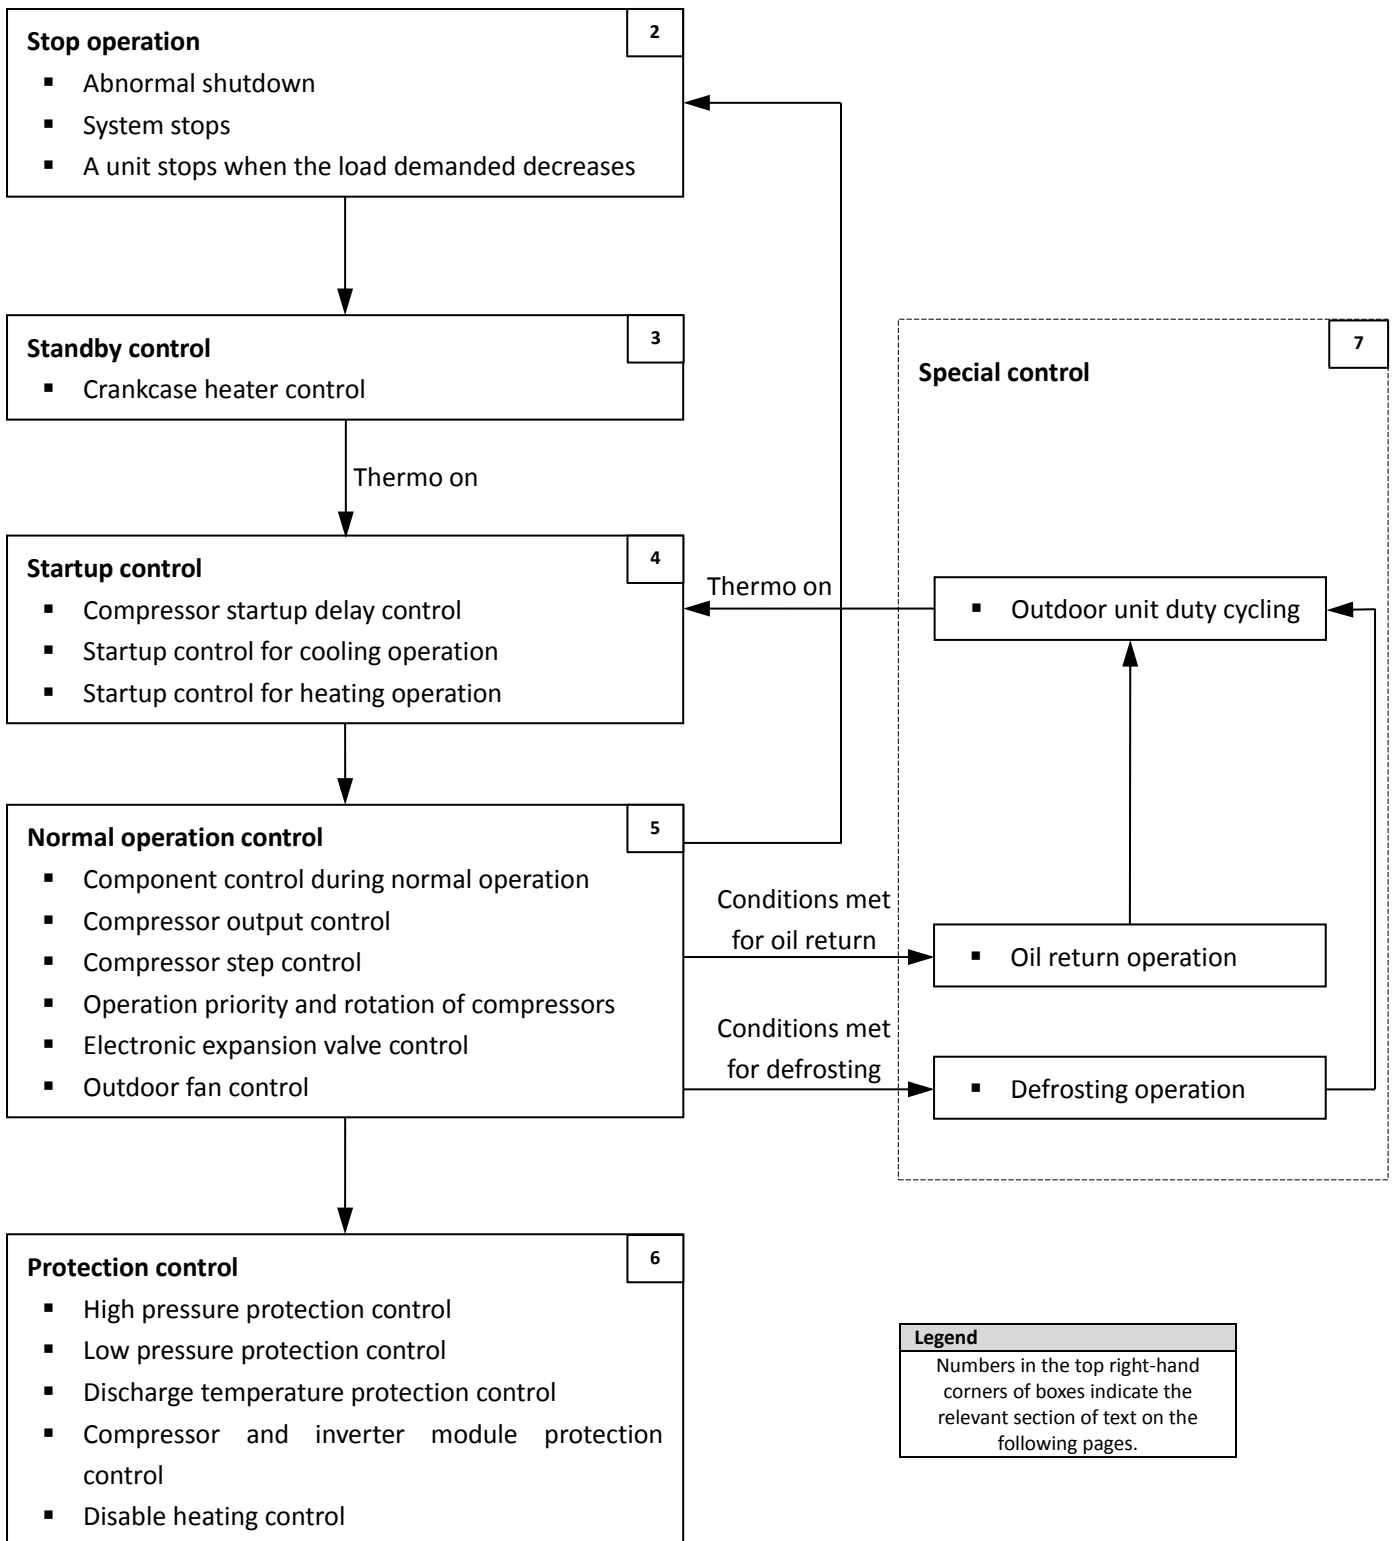 Stop operation
2
▪ Abnormal shutdown
▪ System stops
▪ A unit stops when the load demanded decreases
Standby control
3
▪ Crankcase heater control
Thermo on
Startup control
4
▪ Compressor startup delay control
▪ Startup control for cooling operation
▪ Startup control for heating operation
Normal operation control
5
▪ Component control during normal operation
▪ Compressor output control
▪ Compressor step control
▪ Operation priority and rotation of compressors
▪ Electronic expansion valve control
▪ Outdoor fan control
Protection control
6
▪ High pressure protection control
▪ Low pressure protection control
▪ Discharge temperature protection control
▪ Compressor and inverter module protection
control
▪ Disable heating control
Special control
7
Thermo on
▪ Outdoor unit duty cycling
Conditions met
for oil return
▪ Oil return operation
Conditions met
for defrosting
▪ Defrosting operation
Legend
Numbers in the top right-hand
corners of boxes indicate the
relevant section of text on the
following pages.